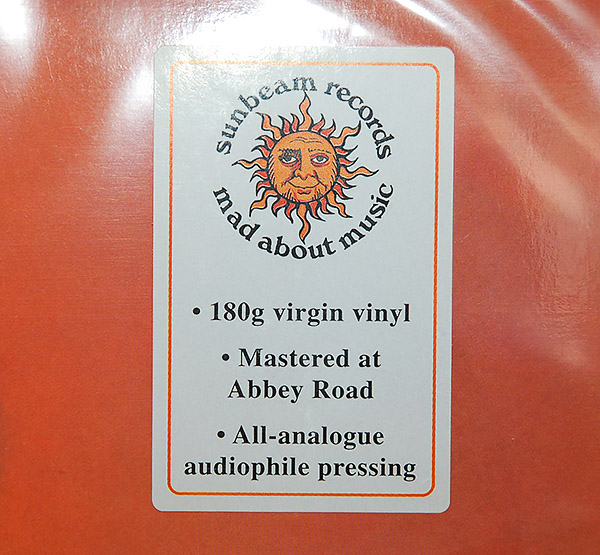 sunbeam records
mad about music
• 180g virgin vinyl
• Mastered at
Abbey Road
• All-analogue
audiophile pressing